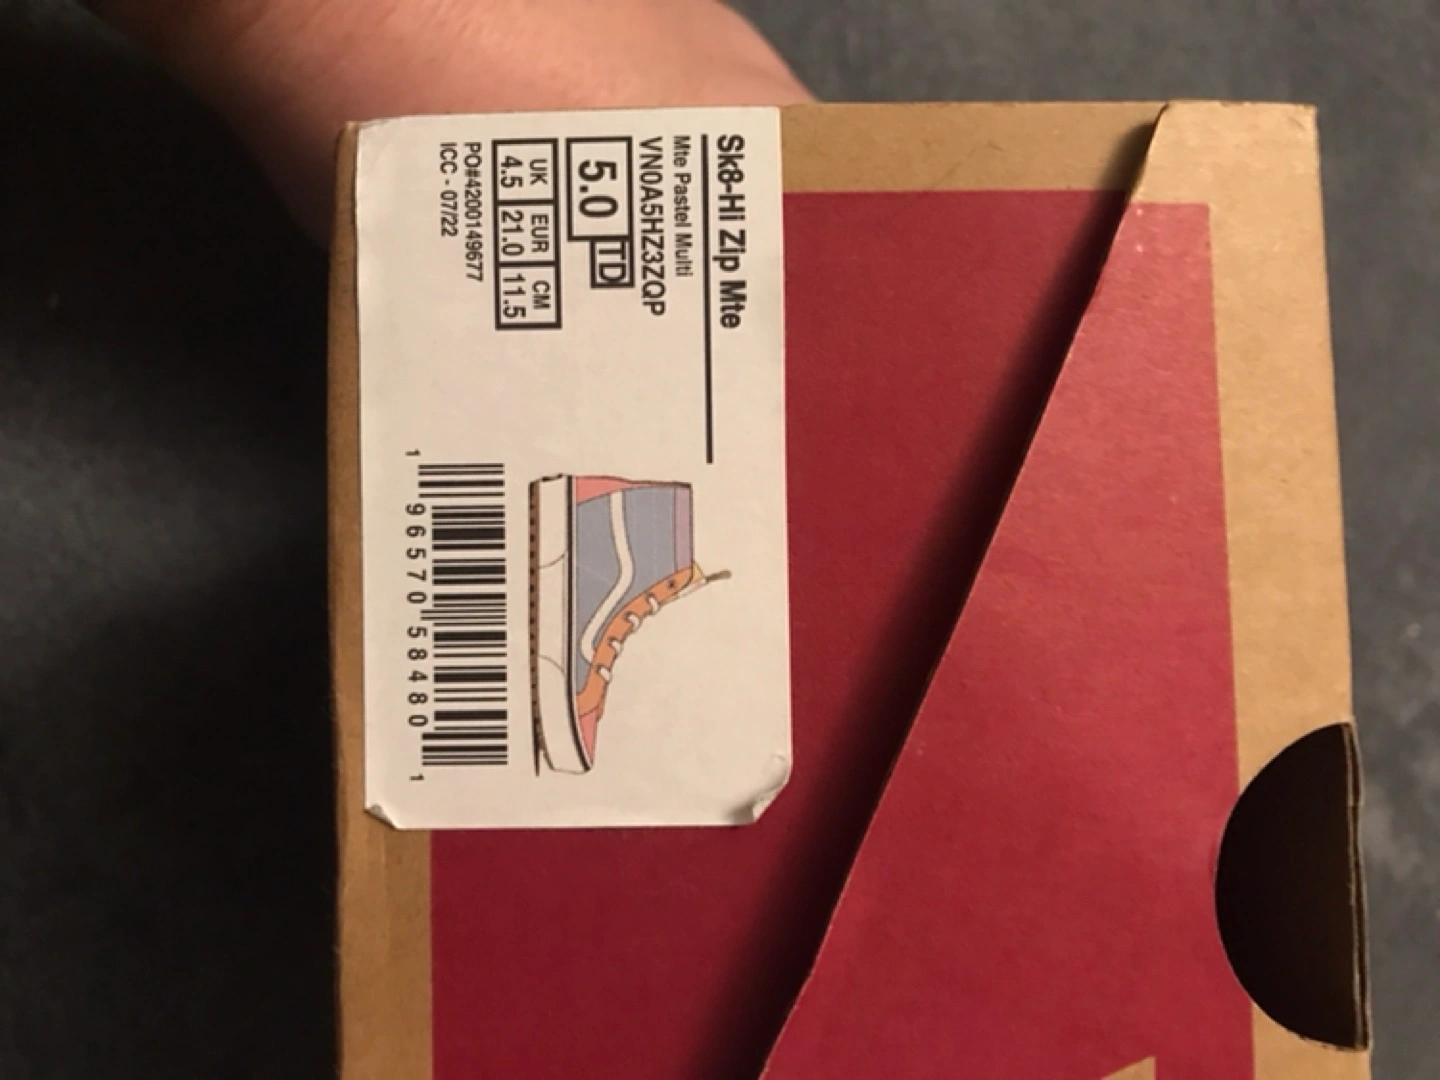 Sk8-Hi Zip Mte
Mte Pastel Multi
VN0A5HZ3ZQP
5.0 TD
UK EUR CM
4.5 21.0 11.5
PO#4200149677
ICC - 07/22
1 96570 58480 1